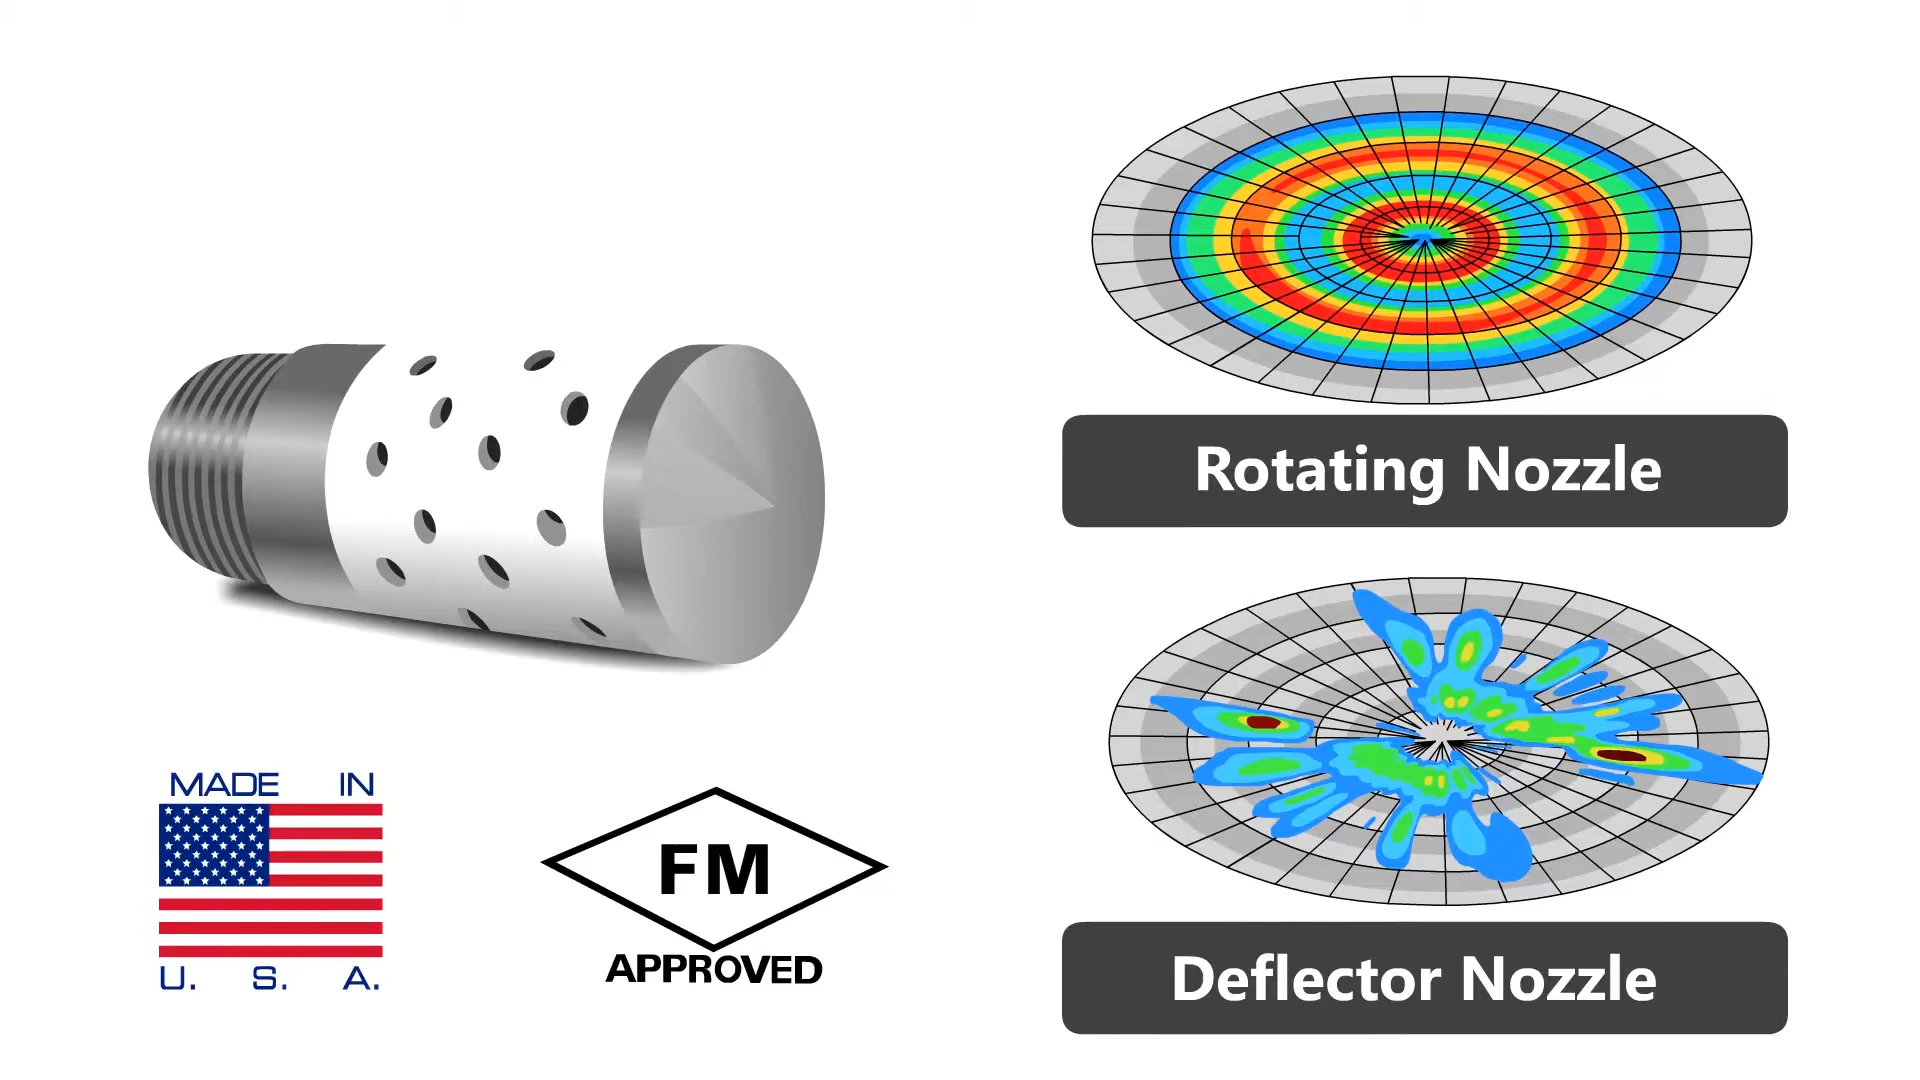 Rotating Nozzle
MADE IN
U. S. A.
FM
APPROVED
Deflector Nozzle